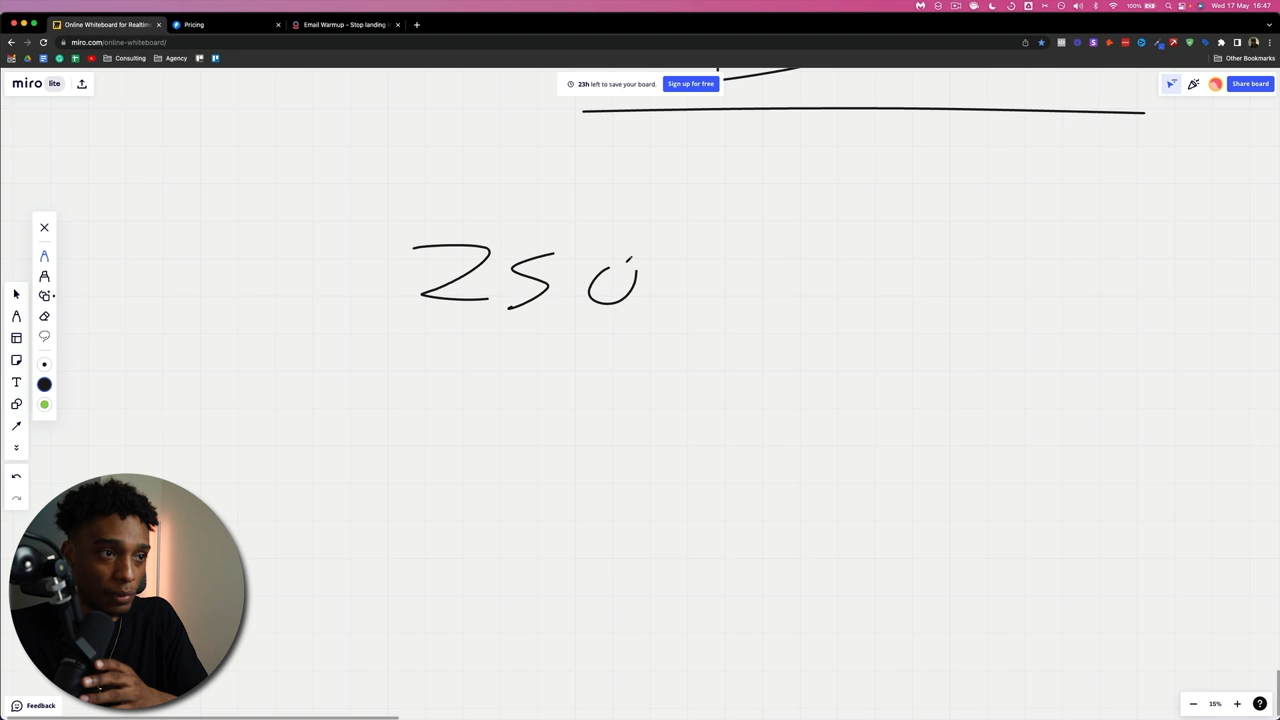 Wed 17 May 16:47
100%
Online Whiteboard for Realtim
Pricing
Email Warmup - Stop landing
miro.com/online-whiteboard/
Consulting
Agency
Other Bookmarks
miro lite
23h left to save your board.
Sign up for free
Share board
250
T
Feedback
15%
?